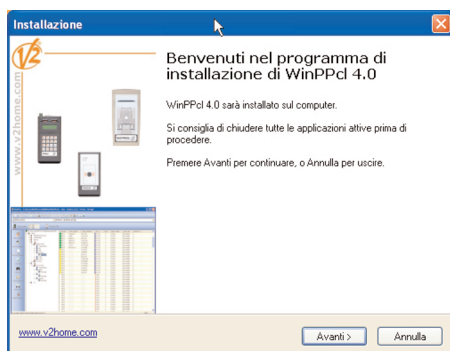 Installazione
V2
www.v2home.com
Benvenuti nel programma di
installazione di WinPPcl 4.0
WinPPcl 4.0 sarà installato sul computer.
Si consiglia di chiudere tutte le applicazioni attive prima di
procedere.
Premere Avanti per continuare, o Annulla per uscire.
www.v2home.com
Avanti >
Annulla